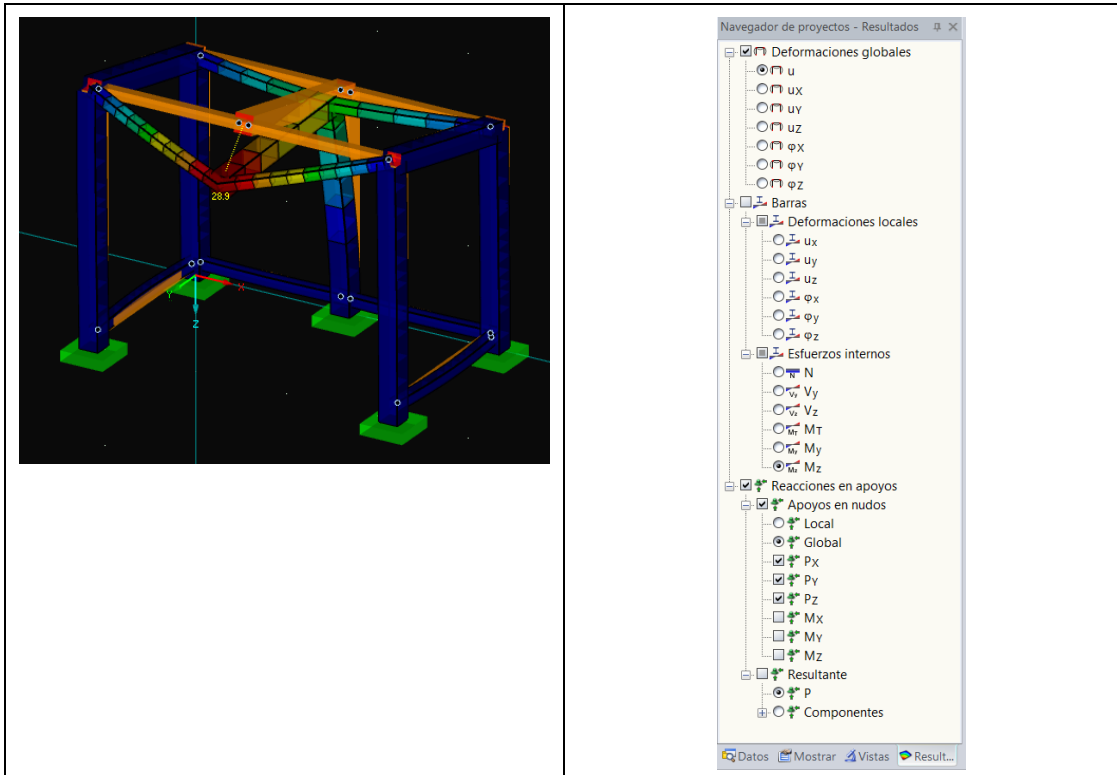 28.9
X
Y
Z
Navegador de proyectos - Resultados
Deformaciones globales
u
uX
uY
uZ
φX
φY
φZ
Barras
Deformaciones locales
ux
uy
uz
φx
φy
φz
Esfuerzos internos
N
Vy
Vz
MT
My
Mz
Reacciones en apoyos
Apoyos en nudos
Local
Global
PX
PY
PZ
MX
MY
MZ
Resultante
P
Componentes
Datos Mostrar Vistas Result...